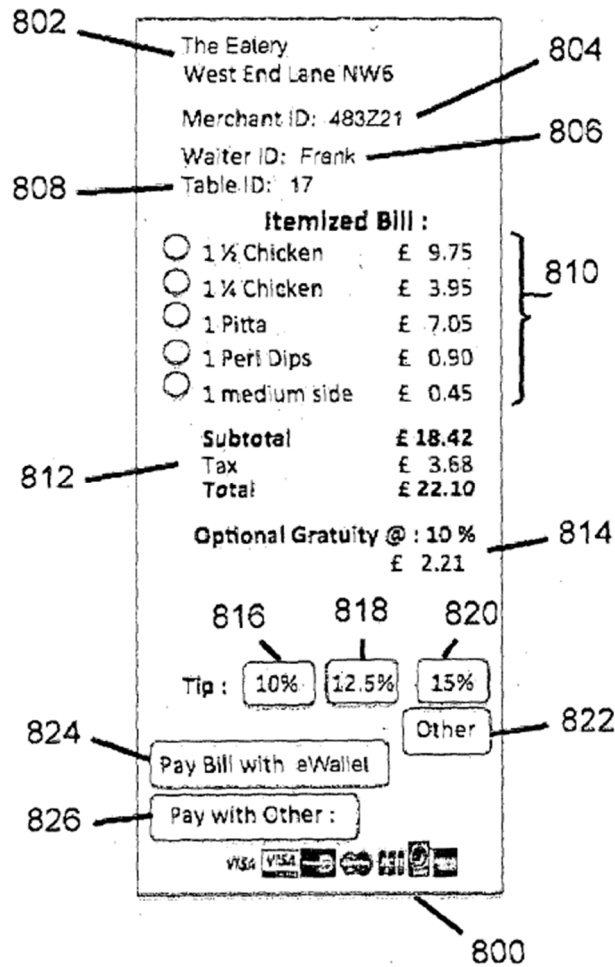 802
The Eatery
West End Lane NW6
804
Merchant ID: 483Z21
806
Waiter ID: Frank
808
Table ID: 17
Itemized Bill :
1 ½ Chicken £ 9.75
1 ¼ Chicken £ 3.95
810
1 Pitta £ 7.05
1 Peri Dips £ 0.90
1 medium side £ 0.45
Subtotal £ 18.42
812
Tax £ 3.68
Total £ 22.10
Optional Gratuity @ : 10 %
814
£ 2.21
816 818 820
Tip : 10% 12.5% 15%
Other
822
824
Pay Bill with eWallet
826
Pay with Other :
VISA VISA
800